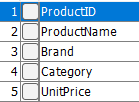 1 ProductID
2 ProductName
3 Brand
4 Category
5 UnitPrice